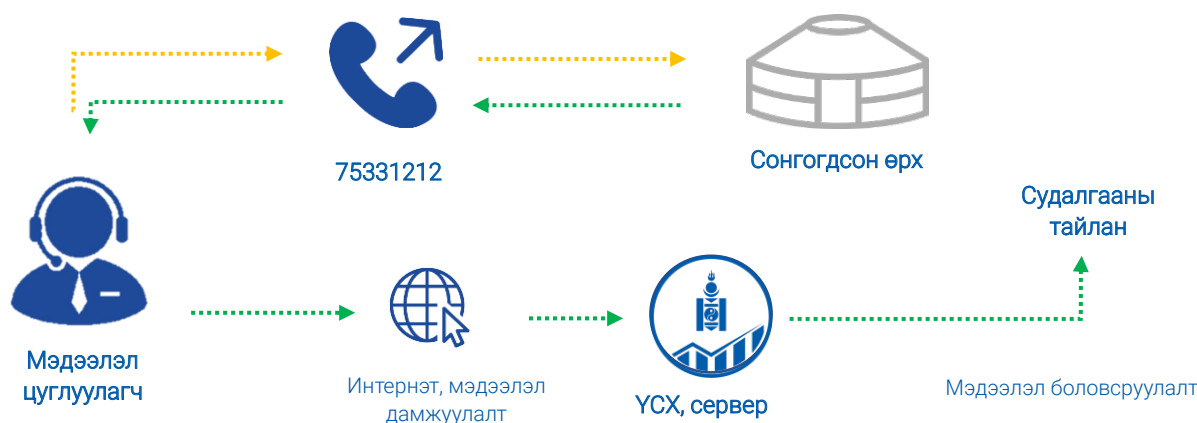 75331212
Сонгогдсон өрх
Судалгааны
тайлан
Мэдээлэл
цуглуулагч
Интернэт, мэдээлэл
дамжуулалт
ҮСХ, сервер
Мэдээлэл боловсруулалт